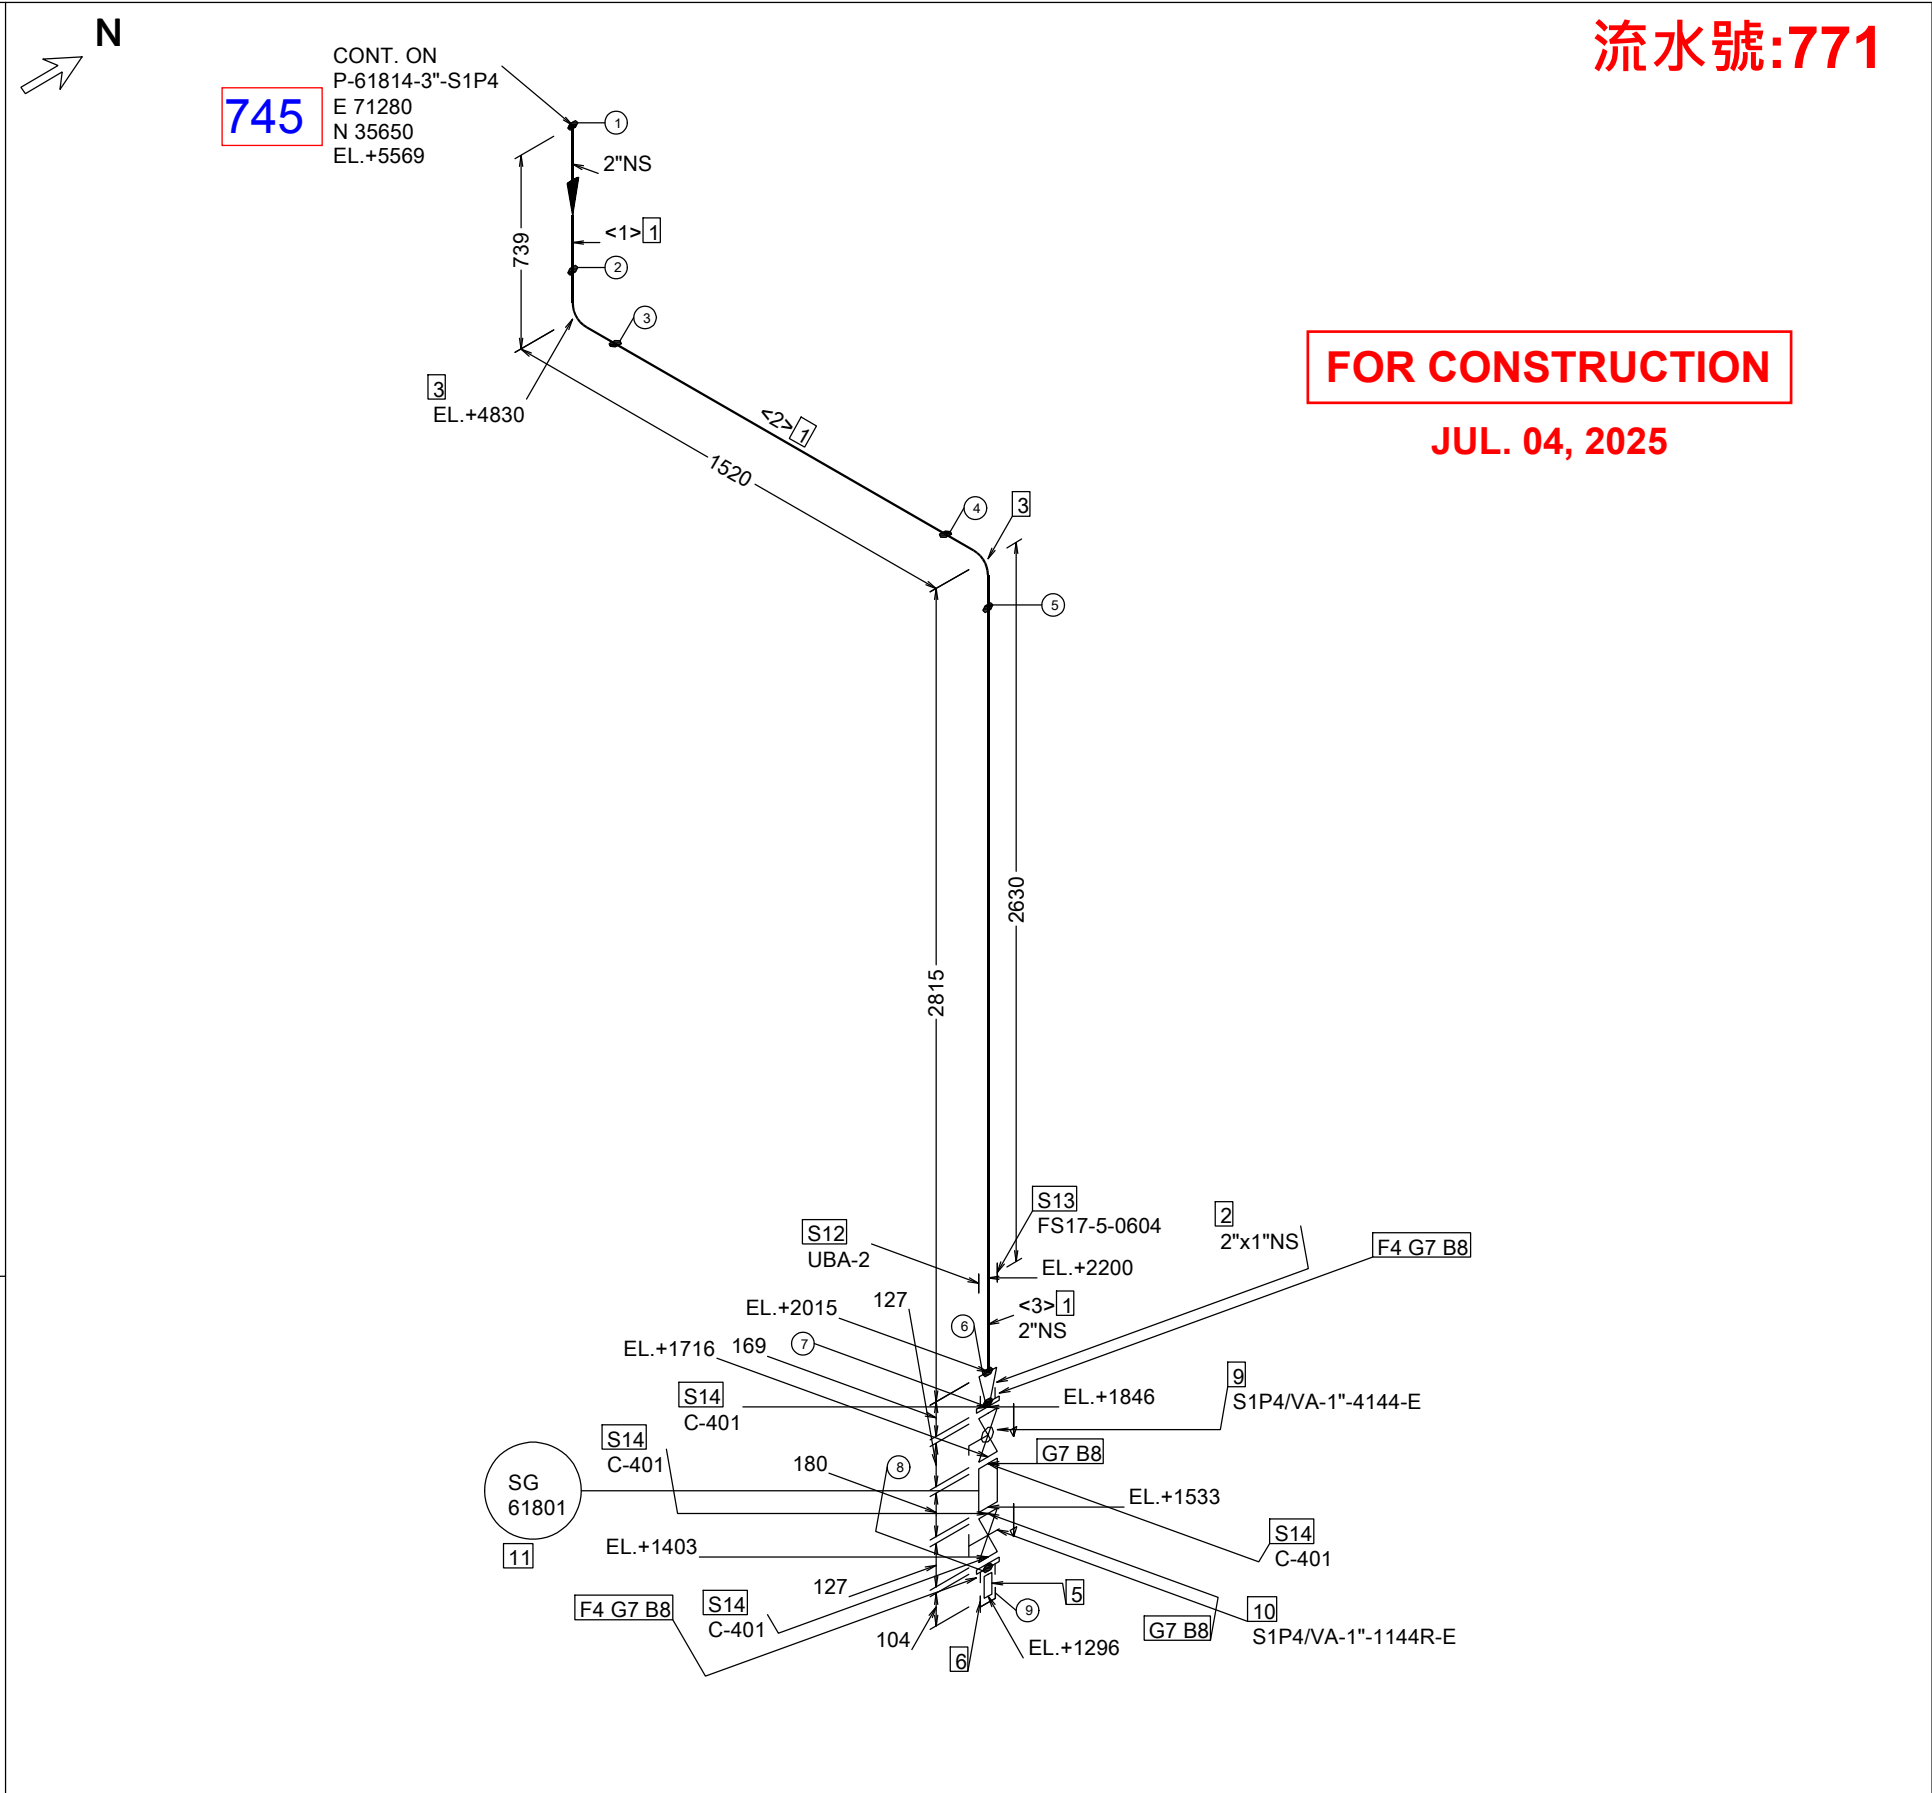 N
流水號:771
CONT. ON
P-61814-3"-S1P4
E 71280
N 35650
EL.+5569
745
1
2"NS
<1> 1
739
2
3
3
EL.+4830
FOR CONSTRUCTION
JUL. 04, 2025
<2> 1
1520
4
3
5
2630
2815
S13
FS17-5-0604
S12
UBA-2
2
2"x1"NS
F4 G7 B8
EL.+2200
EL.+2015
127
<3> 1
2"NS
6
7
EL.+1716
169
9
S1P4/VA-1"-4144-E
S14
C-401
EL.+1846
S14
C-401
G7 B8
180
8
SG
61801
11
EL.+1533
S14
C-401
EL.+1403
127
5
F4 G7 B8
S14
C-401
9
10
S1P4/VA-1"-1144R-E
G7 B8
104
6
EL.+1296